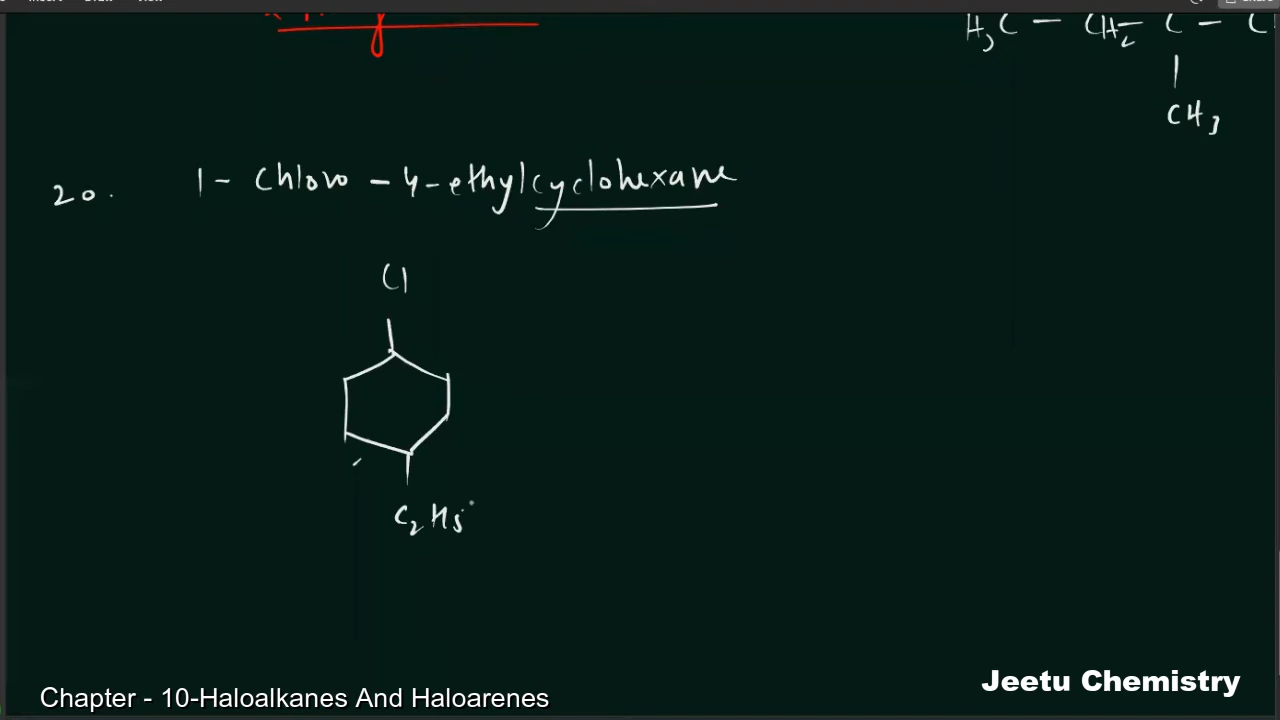 H3C - CH2 - C - C
CH3
20. 1- Chloro - 4-ethylcyclohexane
Cl
C2H5
Jeetu Chemistry
Chapter - 10-Haloalkanes And Haloarenes